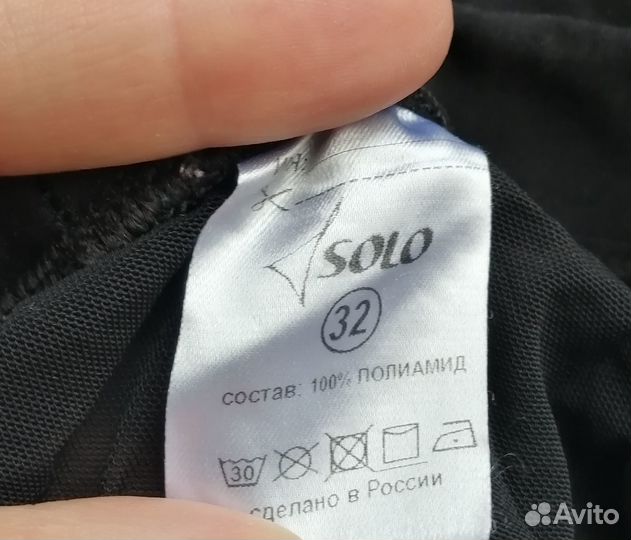 SOLO
32
состав: 100% ПОЛИАМИД
30
сделано в России
Avito